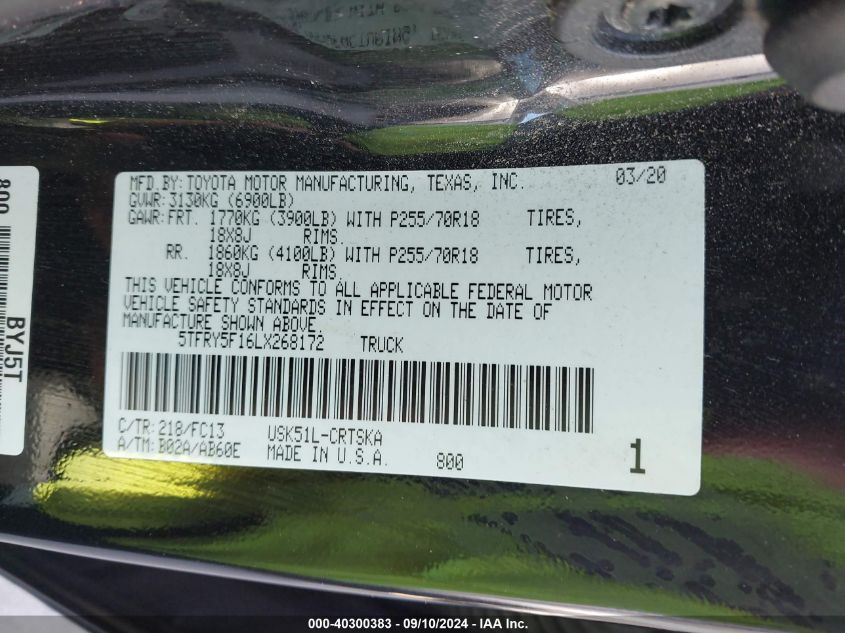 MFD.BY:TOYOTA MOTOR MANUFACTURING, TEXAS, INC. 03/20
GVWR:3130KG (6900LB)
GAWR:FRT. 1770KG (3900LB) WITH P255/70R18 TIRES,
18X8J RIMS.
RR. 1860KG (4100LB) WITH P255/70R18 TIRES,
18X8J RIMS.
THIS VEHICLE CONFORMS TO ALL APPLICABLE FEDERAL MOTOR
VEHICLE SAFETY STANDARDS IN EFFECT ON THE DATE OF
MANUFACTURE SHOWN ABOVE.
5TFRY5F16LX268172 TRUCK
C/TR:218/FC13 USK51L-CRTSKA
A/TM:B02A/AB60E MADE IN U.S.A. 800 1
800
BYJ5T
000-40300383 - 09/10/2024 - IAA Inc.